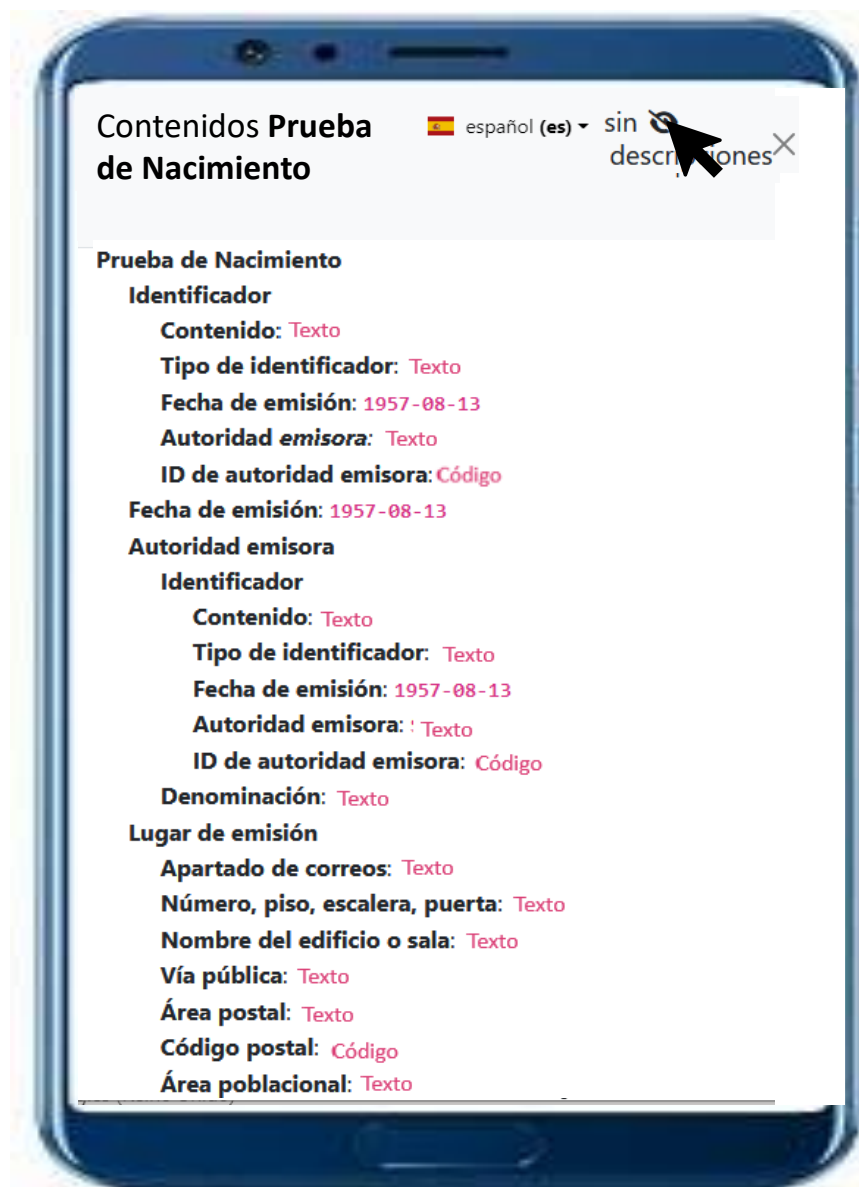 Contenidos Prueba
de Nacimiento
español (es)
sin
descripciones
Prueba de Nacimiento
Identificador
Contenido: Texto
Tipo de identificador: Texto
Fecha de emisión: 1957-08-13
Autoridad emisora: Texto
ID de autoridad emisora: Código
Fecha de emisión: 1957-08-13
Autoridad emisora
Identificador
Contenido: Texto
Tipo de identificador: Texto
Fecha de emisión: 1957-08-13
Autoridad emisora: Texto
ID de autoridad emisora: Código
Denominación: Texto
Lugar de emisión
Apartado de correos: Texto
Número, piso, escalera, puerta: Texto
Nombre del edificio o sala: Texto
Vía pública: Texto
Área postal: Texto
Código postal: Código
Área poblacional: Texto